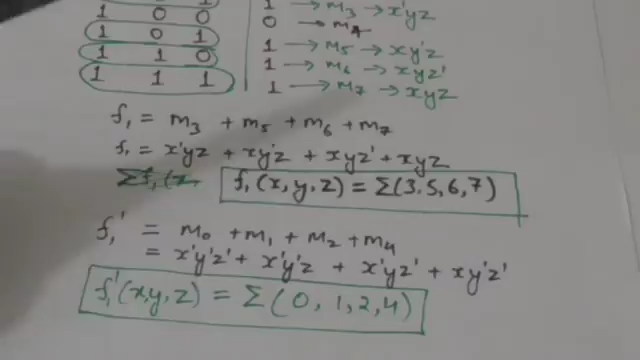 1 → m3 → x'yz
1 0 0 0 → m4
1 0 1 1 → m5 → xy'z
1 1 0 1 → m6 → xyz'
1 1 1 1 → m7 → xyz
f1 = m3 + m5 + m6 + m7
f1 = x'yz + xy'z + xyz' + xyz
f1(x,y,z) = Σ(3,5,6,7)
f1' = m0 + m1 + m2 + m4
= x'y'z' + x'y'z + x'yz' + xy'z'
f1'(x,y,z) = Σ(0, 1, 2, 4)